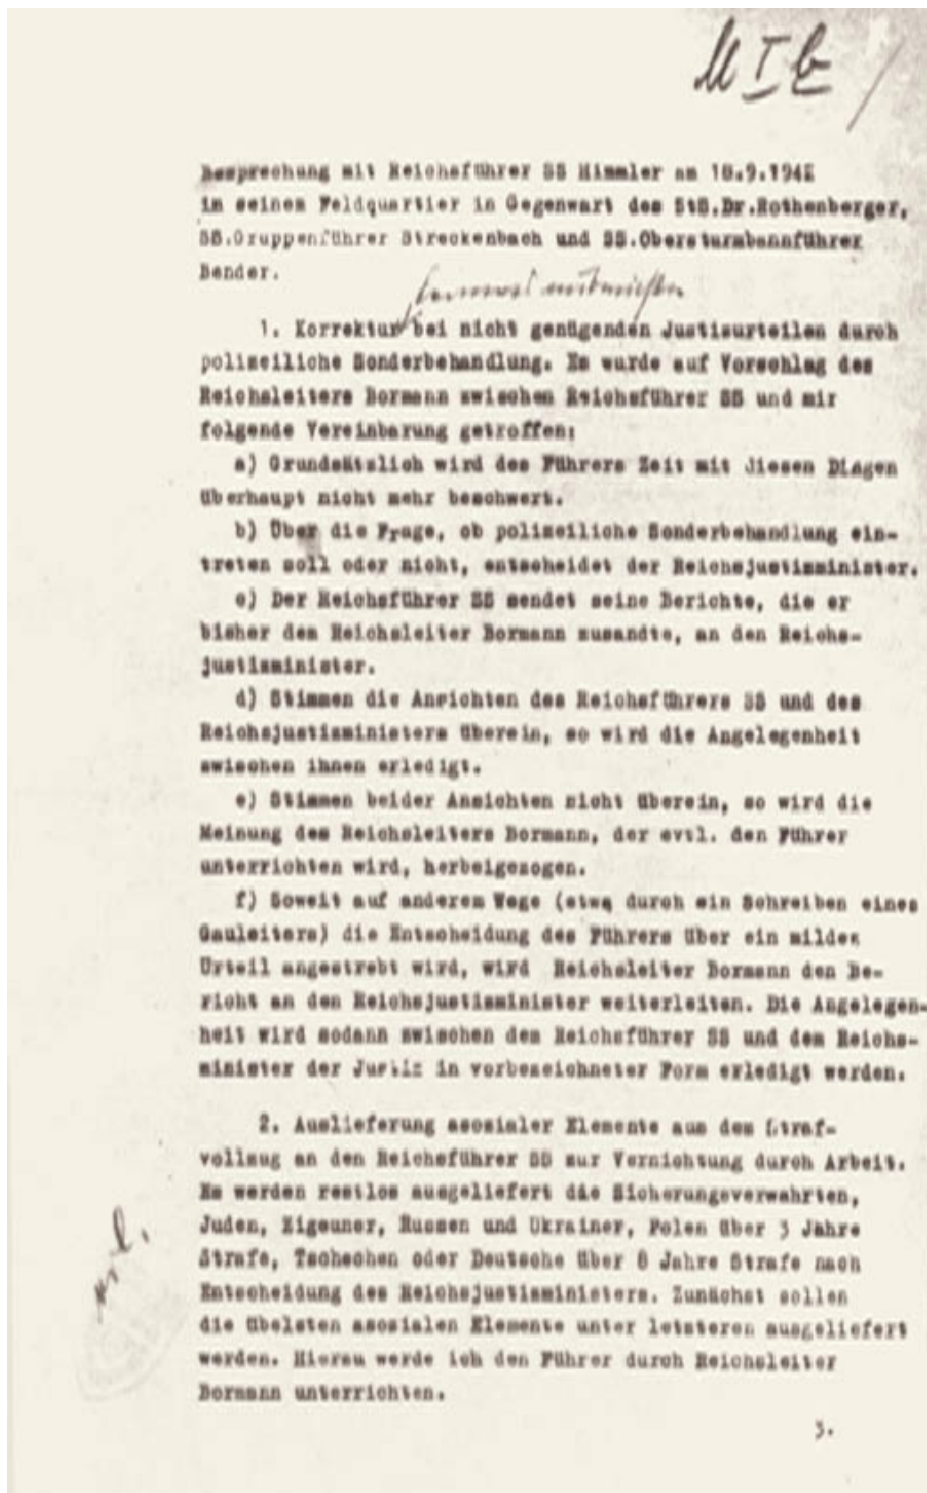 Besprechung mit Reichsführer SS Himmler am 18.9.1942
in seinem Feldquartier in Gegenwart des StS.Dr.Rothenberger,
SS.Gruppenführer Streckenbach und SS.Obersturmbannführer
Bender.
1. Korrektur bei nicht genügenden Justizurteilen durch
polizeiliche Sonderbehandlung. Es wurde auf Vorschlag des
Reichsleiters Bormann zwischen Reichsführer SS und mir
folgende Vereinbarung getroffen:
a) Grundsätzlich wird des Führers Zeit mit diesen Dingen
überhaupt nicht mehr beschwert.
b) Über die Frage, ob polizeiliche Sonderbehandlung ein-
treten soll oder nicht, entscheidet der Reichsjustizminister.
c) Der Reichsführer SS sendet seine Berichte, die er
bisher dem Reichsleiter Bormann zusandte, an den Reichs-
justizminister.
d) Stimmen die Ansichten des Reichsführers SS und des
Reichsjustizministers überein, so wird die Angelegenheit
zwischen ihnen erledigt.
e) Stimmen beider Ansichten nicht überein, so wird die
Meinung des Reichsleiters Bormann, der evtl. den Führer
unterrichten wird, herbeigezogen.
f) Soweit auf anderem Wege (etwa durch ein Schreiben eines
Gauleiters) die Entscheidung des Führers über ein mildes
Urteil angestrebt wird, wird Reichsleiter Bormann den Be-
richt an den Reichsjustizminister weiterleiten. Die Angelegen-
heit wird sodann zwischen dem Reichsführer SS und dem Reichs-
minister der Justiz in vorbezeichneter Form erledigt werden.
2. Auslieferung asozialer Elemente aus dem Straf-
vollzug an den Reichsführer SS zur Vernichtung durch Arbeit.
Es werden restlos ausgeliefert die Sicherungsverwahrten,
Juden, Zigeuner, Russen und Ukrainer, Polen über 3 Jahre
Strafe, Tschechen oder Deutsche über 8 Jahre Strafe nach
Entscheidung des Reichsjustizministers. Zunächst sollen
die übelsten asozialen Elemente unter letzteren ausgeliefert
werden. Hierzu werde ich den Führer durch Reichsleiter
Bormann unterrichten.
3.